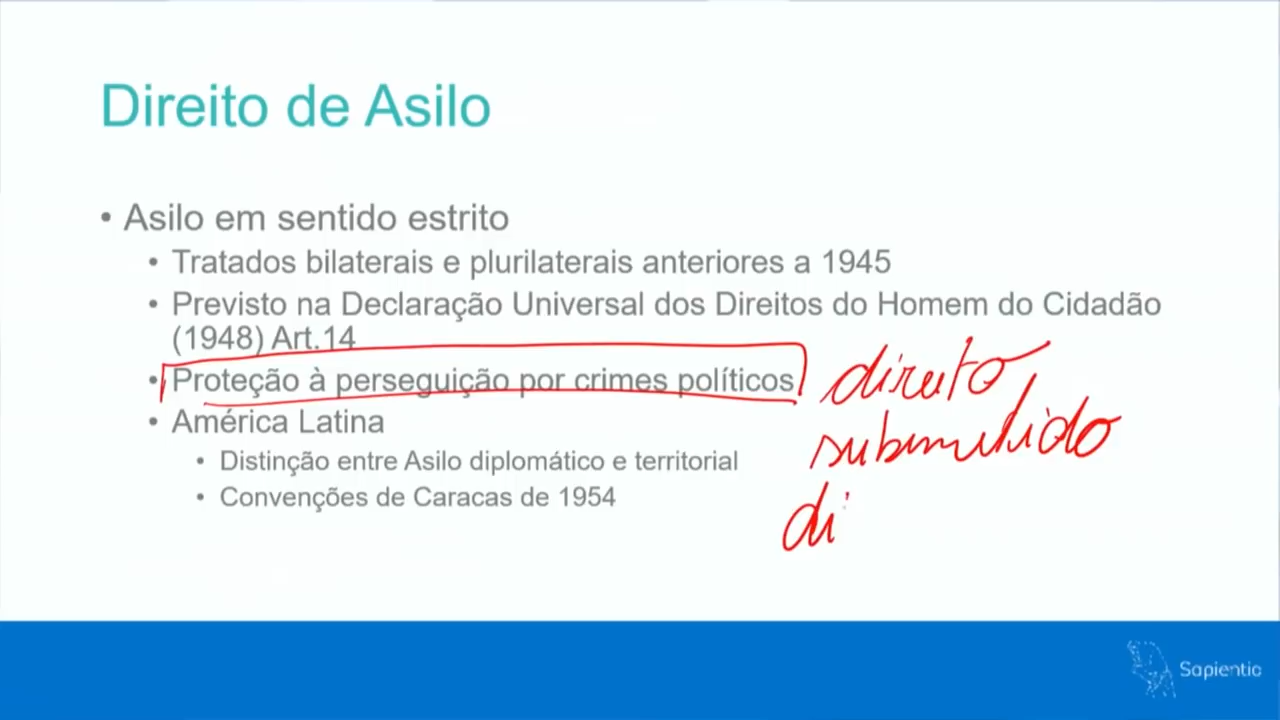 Direito de Asilo
• Asilo em sentido estrito
• Tratados bilaterais e plurilaterais anteriores a 1945
• Previsto na Declaração Universal dos Direitos do Homem do Cidadão
(1948) Art.14
• Proteção à perseguição por crimes políticos
direito
• América Latina
submetido
• Distinção entre Asilo diplomático e territorial
• Convenções de Caracas de 1954
di
Sapientia